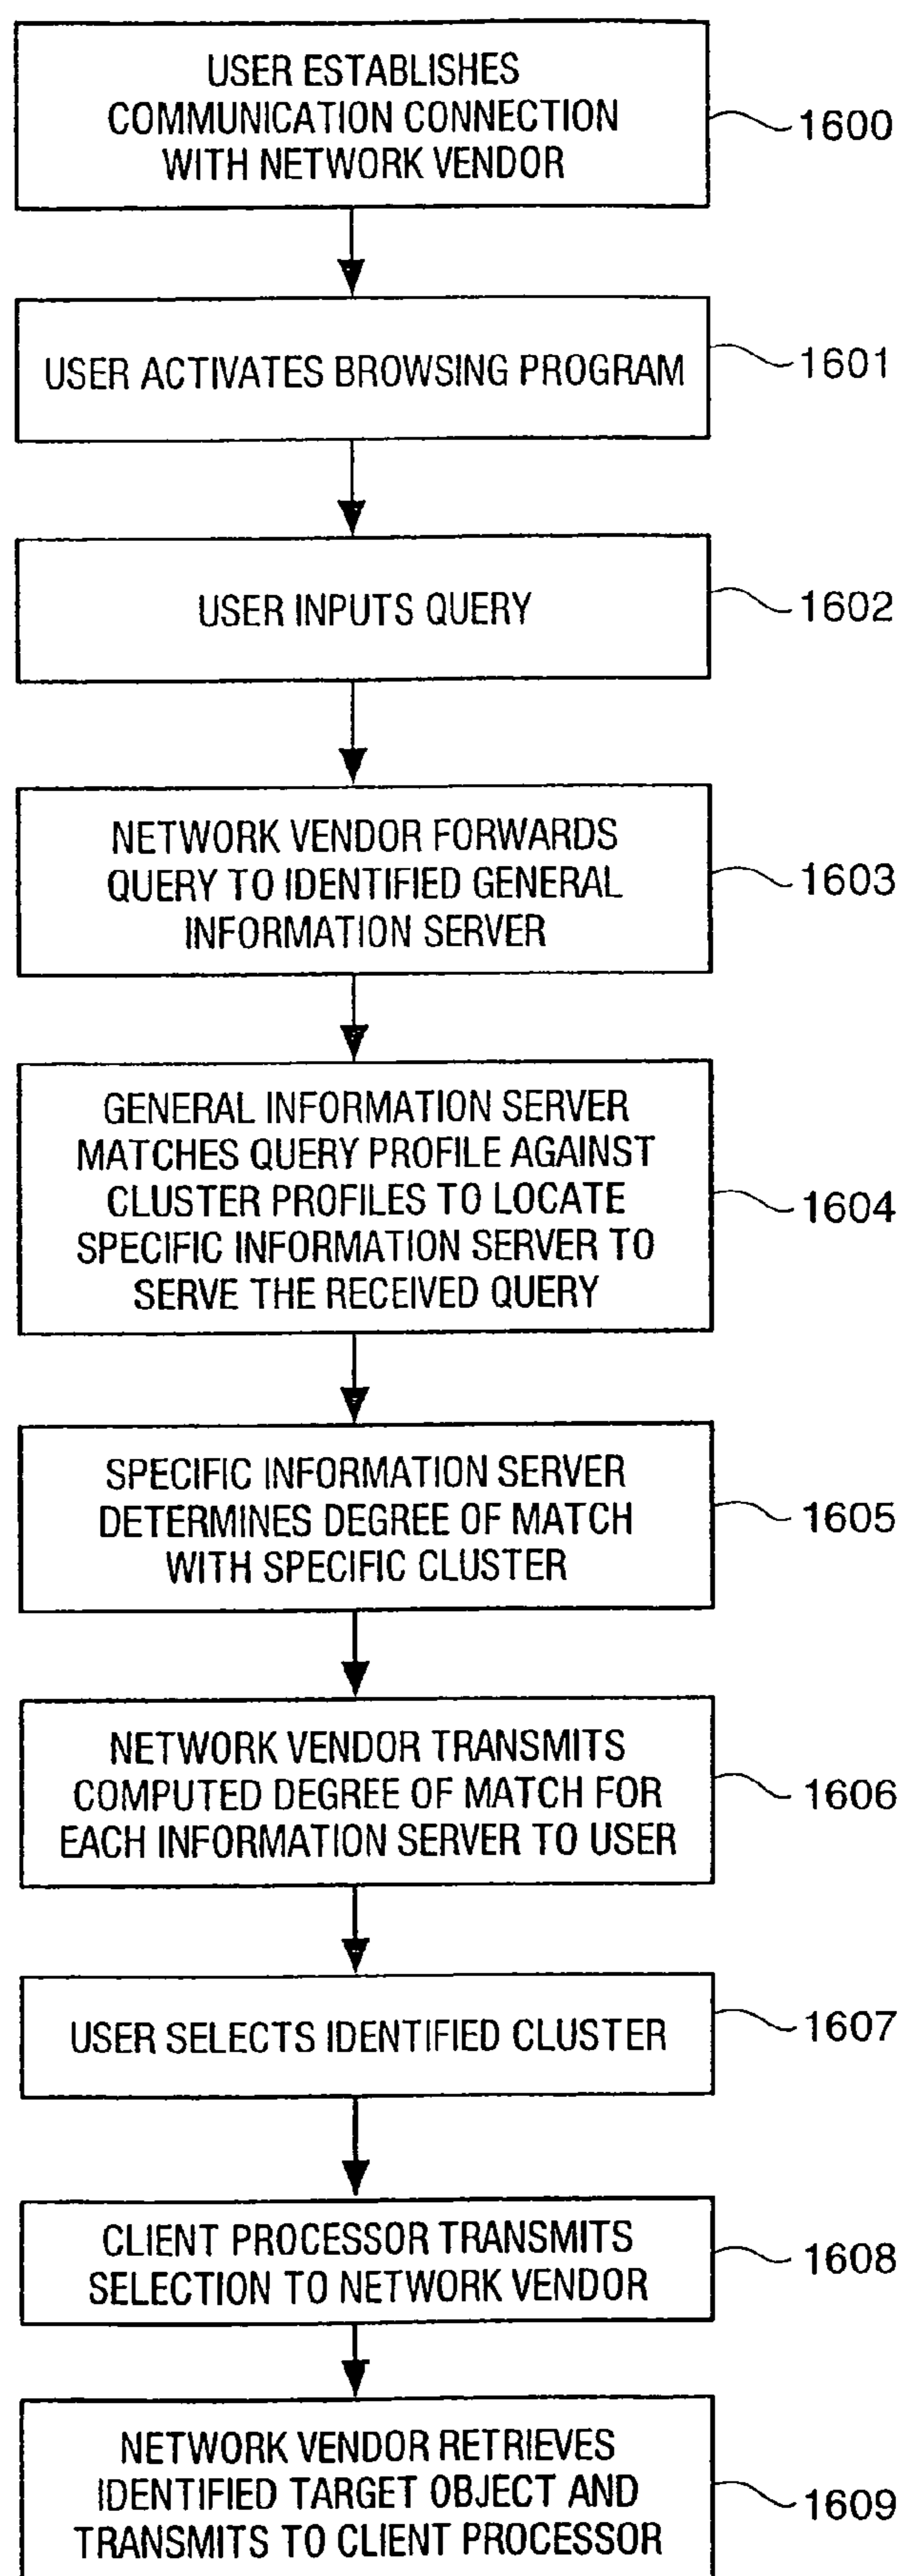 USER ESTABLISHES
COMMUNICATION CONNECTION
WITH NETWORK VENDOR
1600
USER ACTIVATES BROWSING PROGRAM
1601
USER INPUTS QUERY
1602
NETWORK VENDOR FORWARDS
QUERY TO IDENTIFIED GENERAL
INFORMATION SERVER
1603
GENERAL INFORMATION SERVER
MATCHES QUERY PROFILE AGAINST
CLUSTER PROFILES TO LOCATE
SPECIFIC INFORMATION SERVER TO
SERVE THE RECEIVED QUERY
1604
SPECIFIC INFORMATION SERVER
DETERMINES DEGREE OF MATCH
WITH SPECIFIC CLUSTER
1605
NETWORK VENDOR TRANSMITS
COMPUTED DEGREE OF MATCH FOR
EACH INFORMATION SERVER TO USER
1606
USER SELECTS IDENTIFIED CLUSTER
1607
CLIENT PROCESSOR TRANSMITS
SELECTION TO NETWORK VENDOR
1608
NETWORK VENDOR RETRIEVES
IDENTIFIED TARGET OBJECT AND
TRANSMITS TO CLIENT PROCESSOR
1609